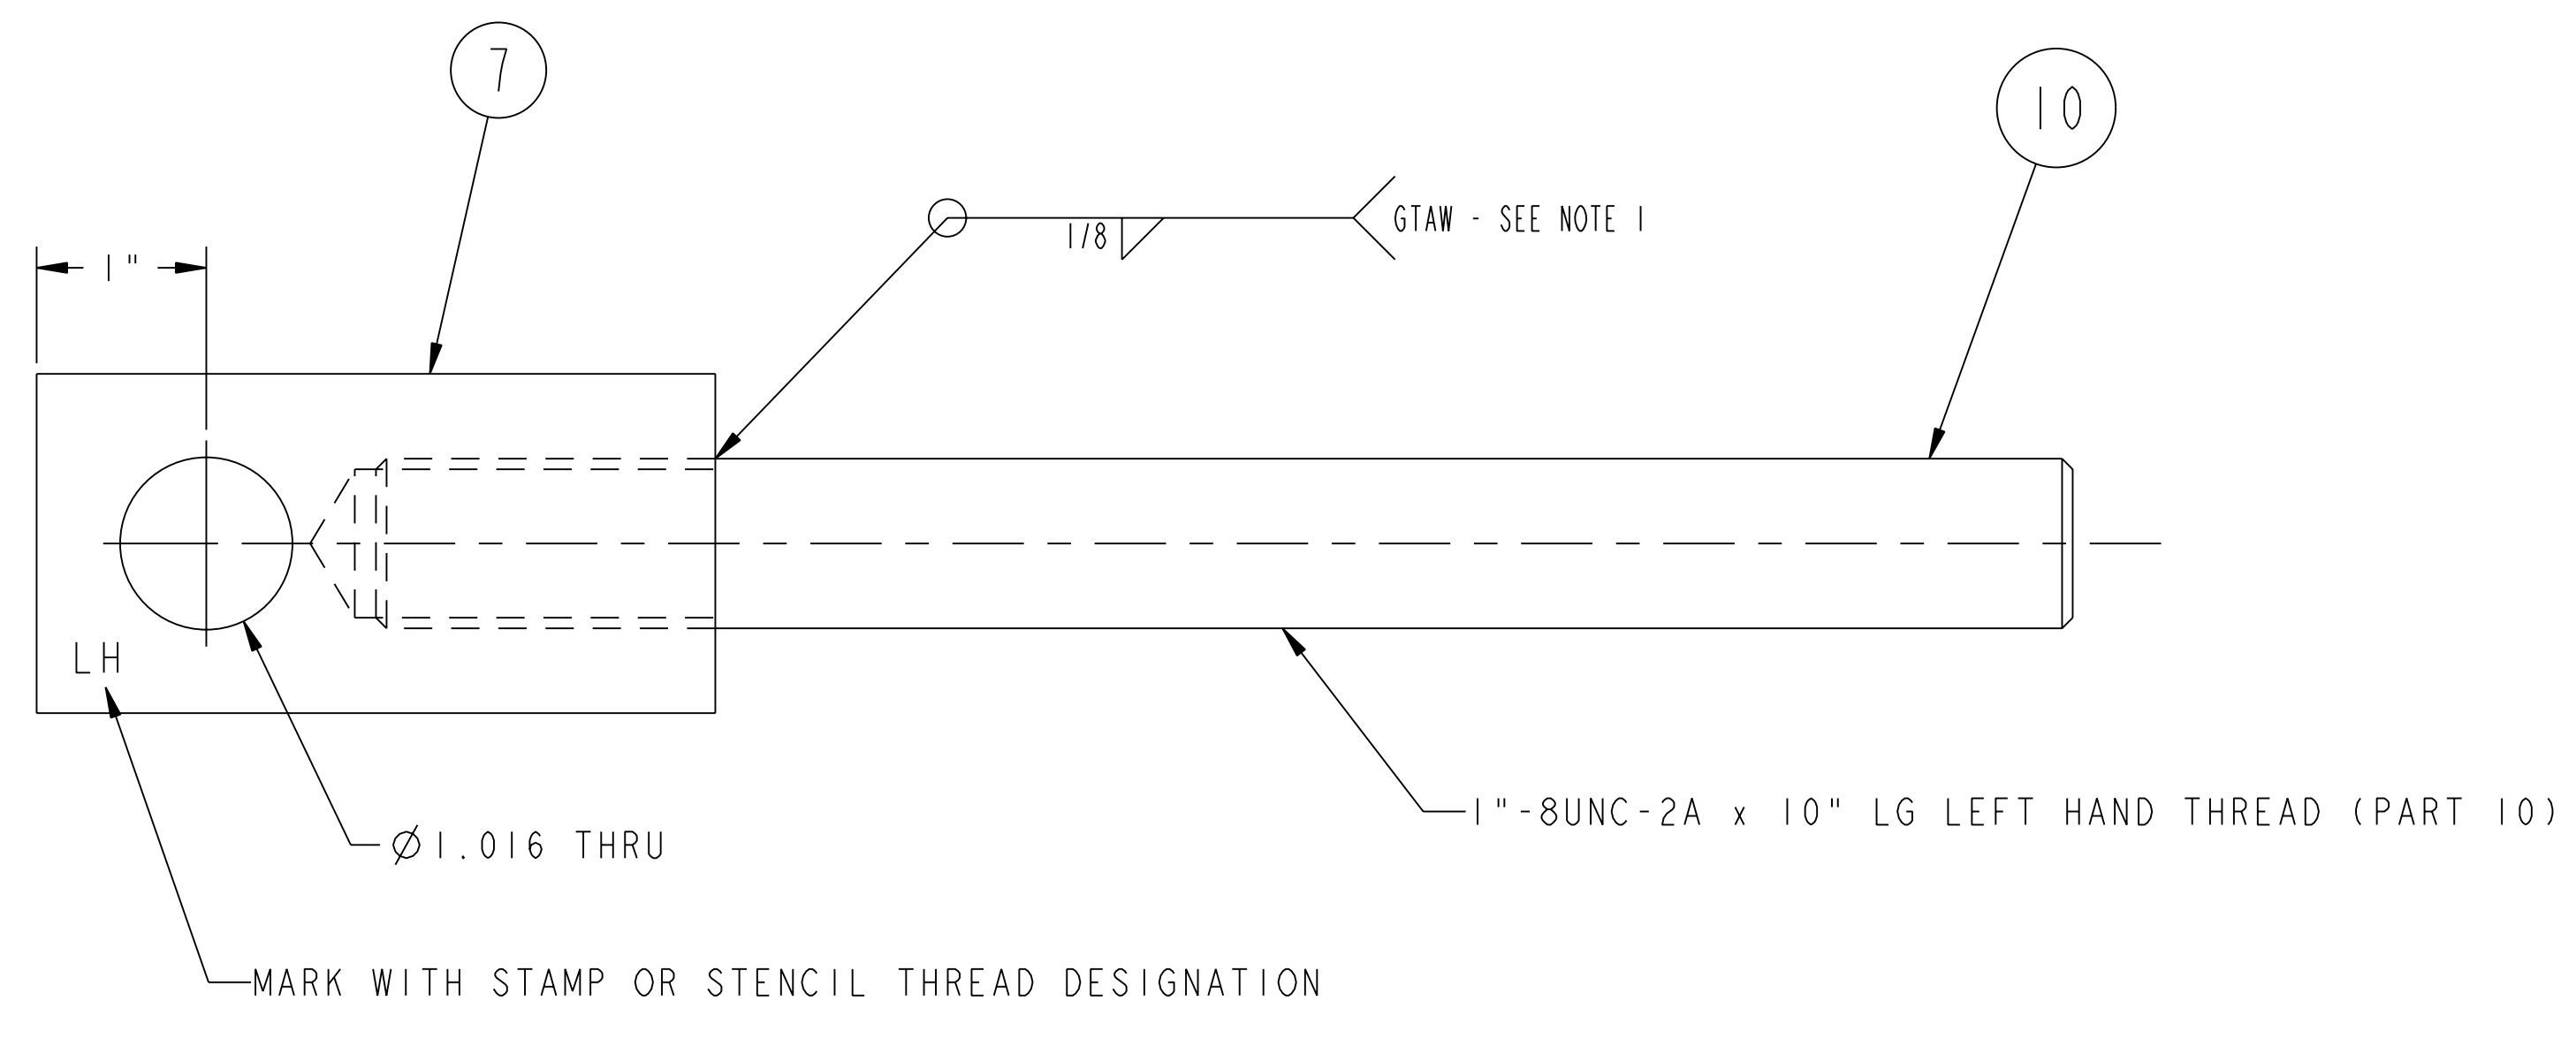 7
10
GTAW - SEE NOTE 1
1/8
1"
LH
1"-8UNC-2A x 10" LG LEFT HAND THREAD (PART 10)
Ø1.016 THRU
MARK WITH STAMP OR STENCIL THREAD DESIGNATION